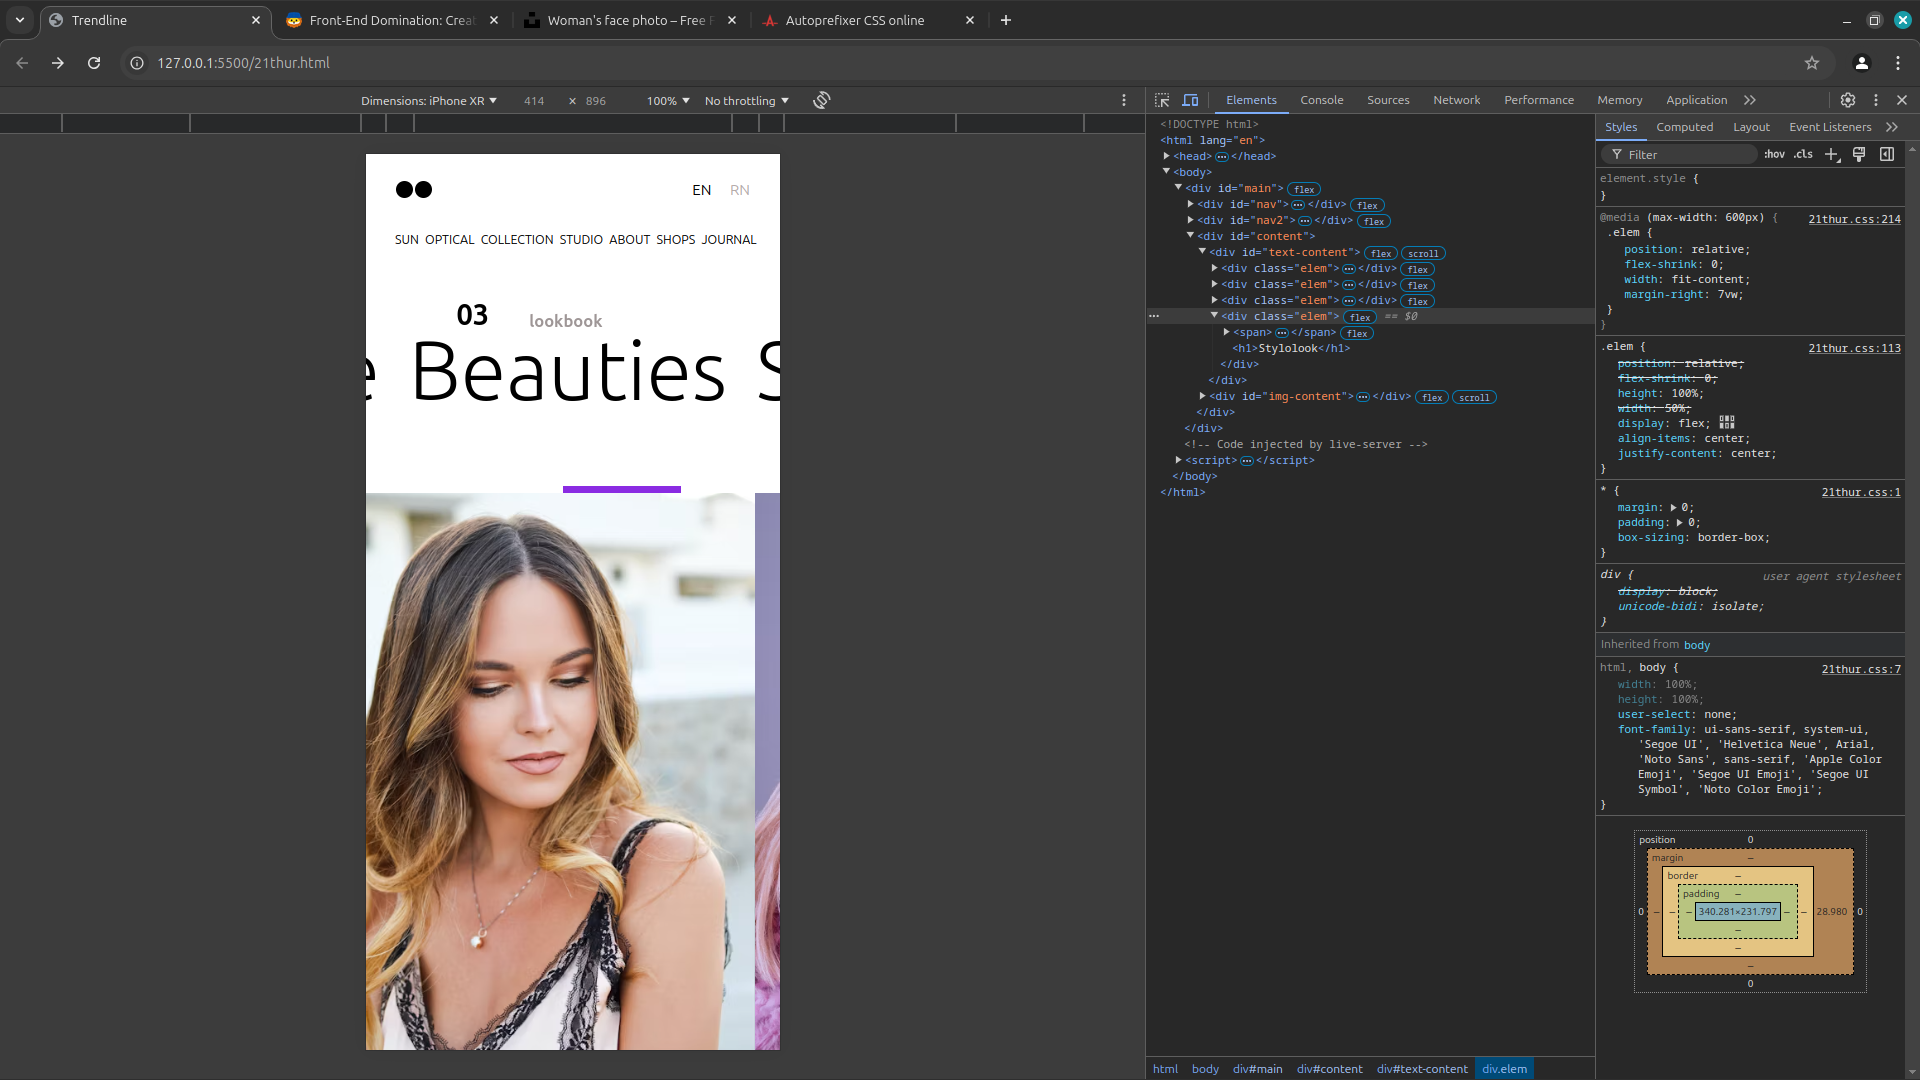 Trendline
Front-End Domination: Crea
Woman's face photo – Free
Autoprefixer CSS online
127.0.0.1:5500/21thur.html
Dimensions: iPhone XR 414 × 896 100% No throttling
Elements Console Sources Network Performance Memory Application
EN RN
SUN OPTICAL COLLECTION STUDIO ABOUT SHOPS JOURNAL
03 lookbook
e Beauties S
<!DOCTYPE html>
<html lang="en">
<head> ••• </head>
<body>
<div id="main"> flex
<div id="nav"> ••• </div> flex
<div id="nav2"> ••• </div> flex
<div id="content">
<div id="text-content"> flex scroll
<div class="elem"> ••• </div> flex
<div class="elem"> ••• </div> flex
<div class="elem"> ••• </div> flex
••• <div class="elem"> flex == $0
<span> ••• </span> flex
<h1>Stylolook</h1>
</div>
</div>
<div id="img-content"> ••• </div> flex scroll
</div>
</div>
<!-- Code injected by live-server -->
<script> ••• </script>
</body>
</html>
html body div#main div#content div#text-content div.elem
Styles Computed Layout Event Listeners
Filter :hov .cls
element.style {
}
@media (max-width: 600px) { 21thur.css:214
.elem {
position: relative;
flex-shrink: 0;
width: fit-content;
margin-right: 7vw;
}
}
.elem { 21thur.css:113
position: relative;
flex-shrink: 0;
height: 100%;
width: 50%;
display: flex;
align-items: center;
justify-content: center;
}
* { 21thur.css:1
margin: 0;
padding: 0;
box-sizing: border-box;
}
div { user agent stylesheet
display: block;
unicode-bidi: isolate;
}
Inherited from body
html, body { 21thur.css:7
width: 100%;
height: 100%;
user-select: none;
font-family: ui-sans-serif, system-ui,
'Segoe UI', 'Helvetica Neue', Arial,
'Noto Sans', sans-serif, 'Apple Color
Emoji', 'Segoe UI Emoji', 'Segoe UI
Symbol', 'Noto Color Emoji';
}
position 0
margin –
border –
padding –
0 – – – 340.281×231.797 – – 28.980 0
–
–
–
0